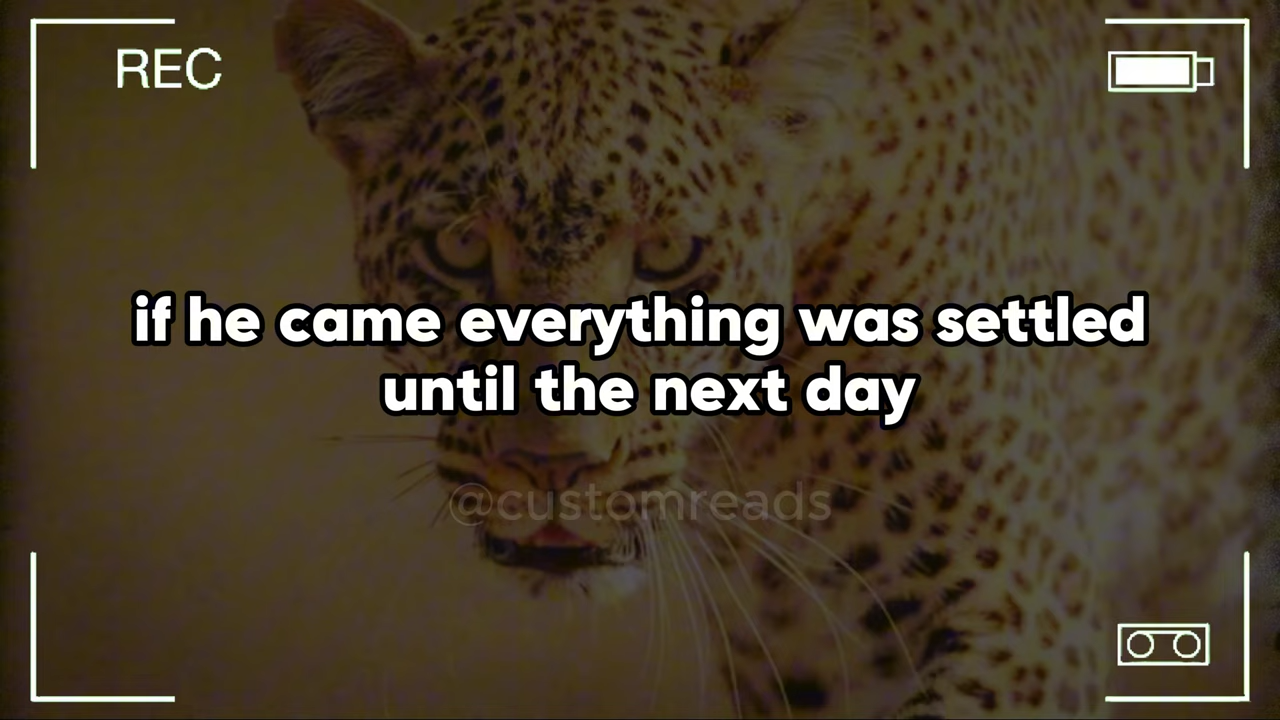 REC
if he came everything was settled
until the next day
@customreads